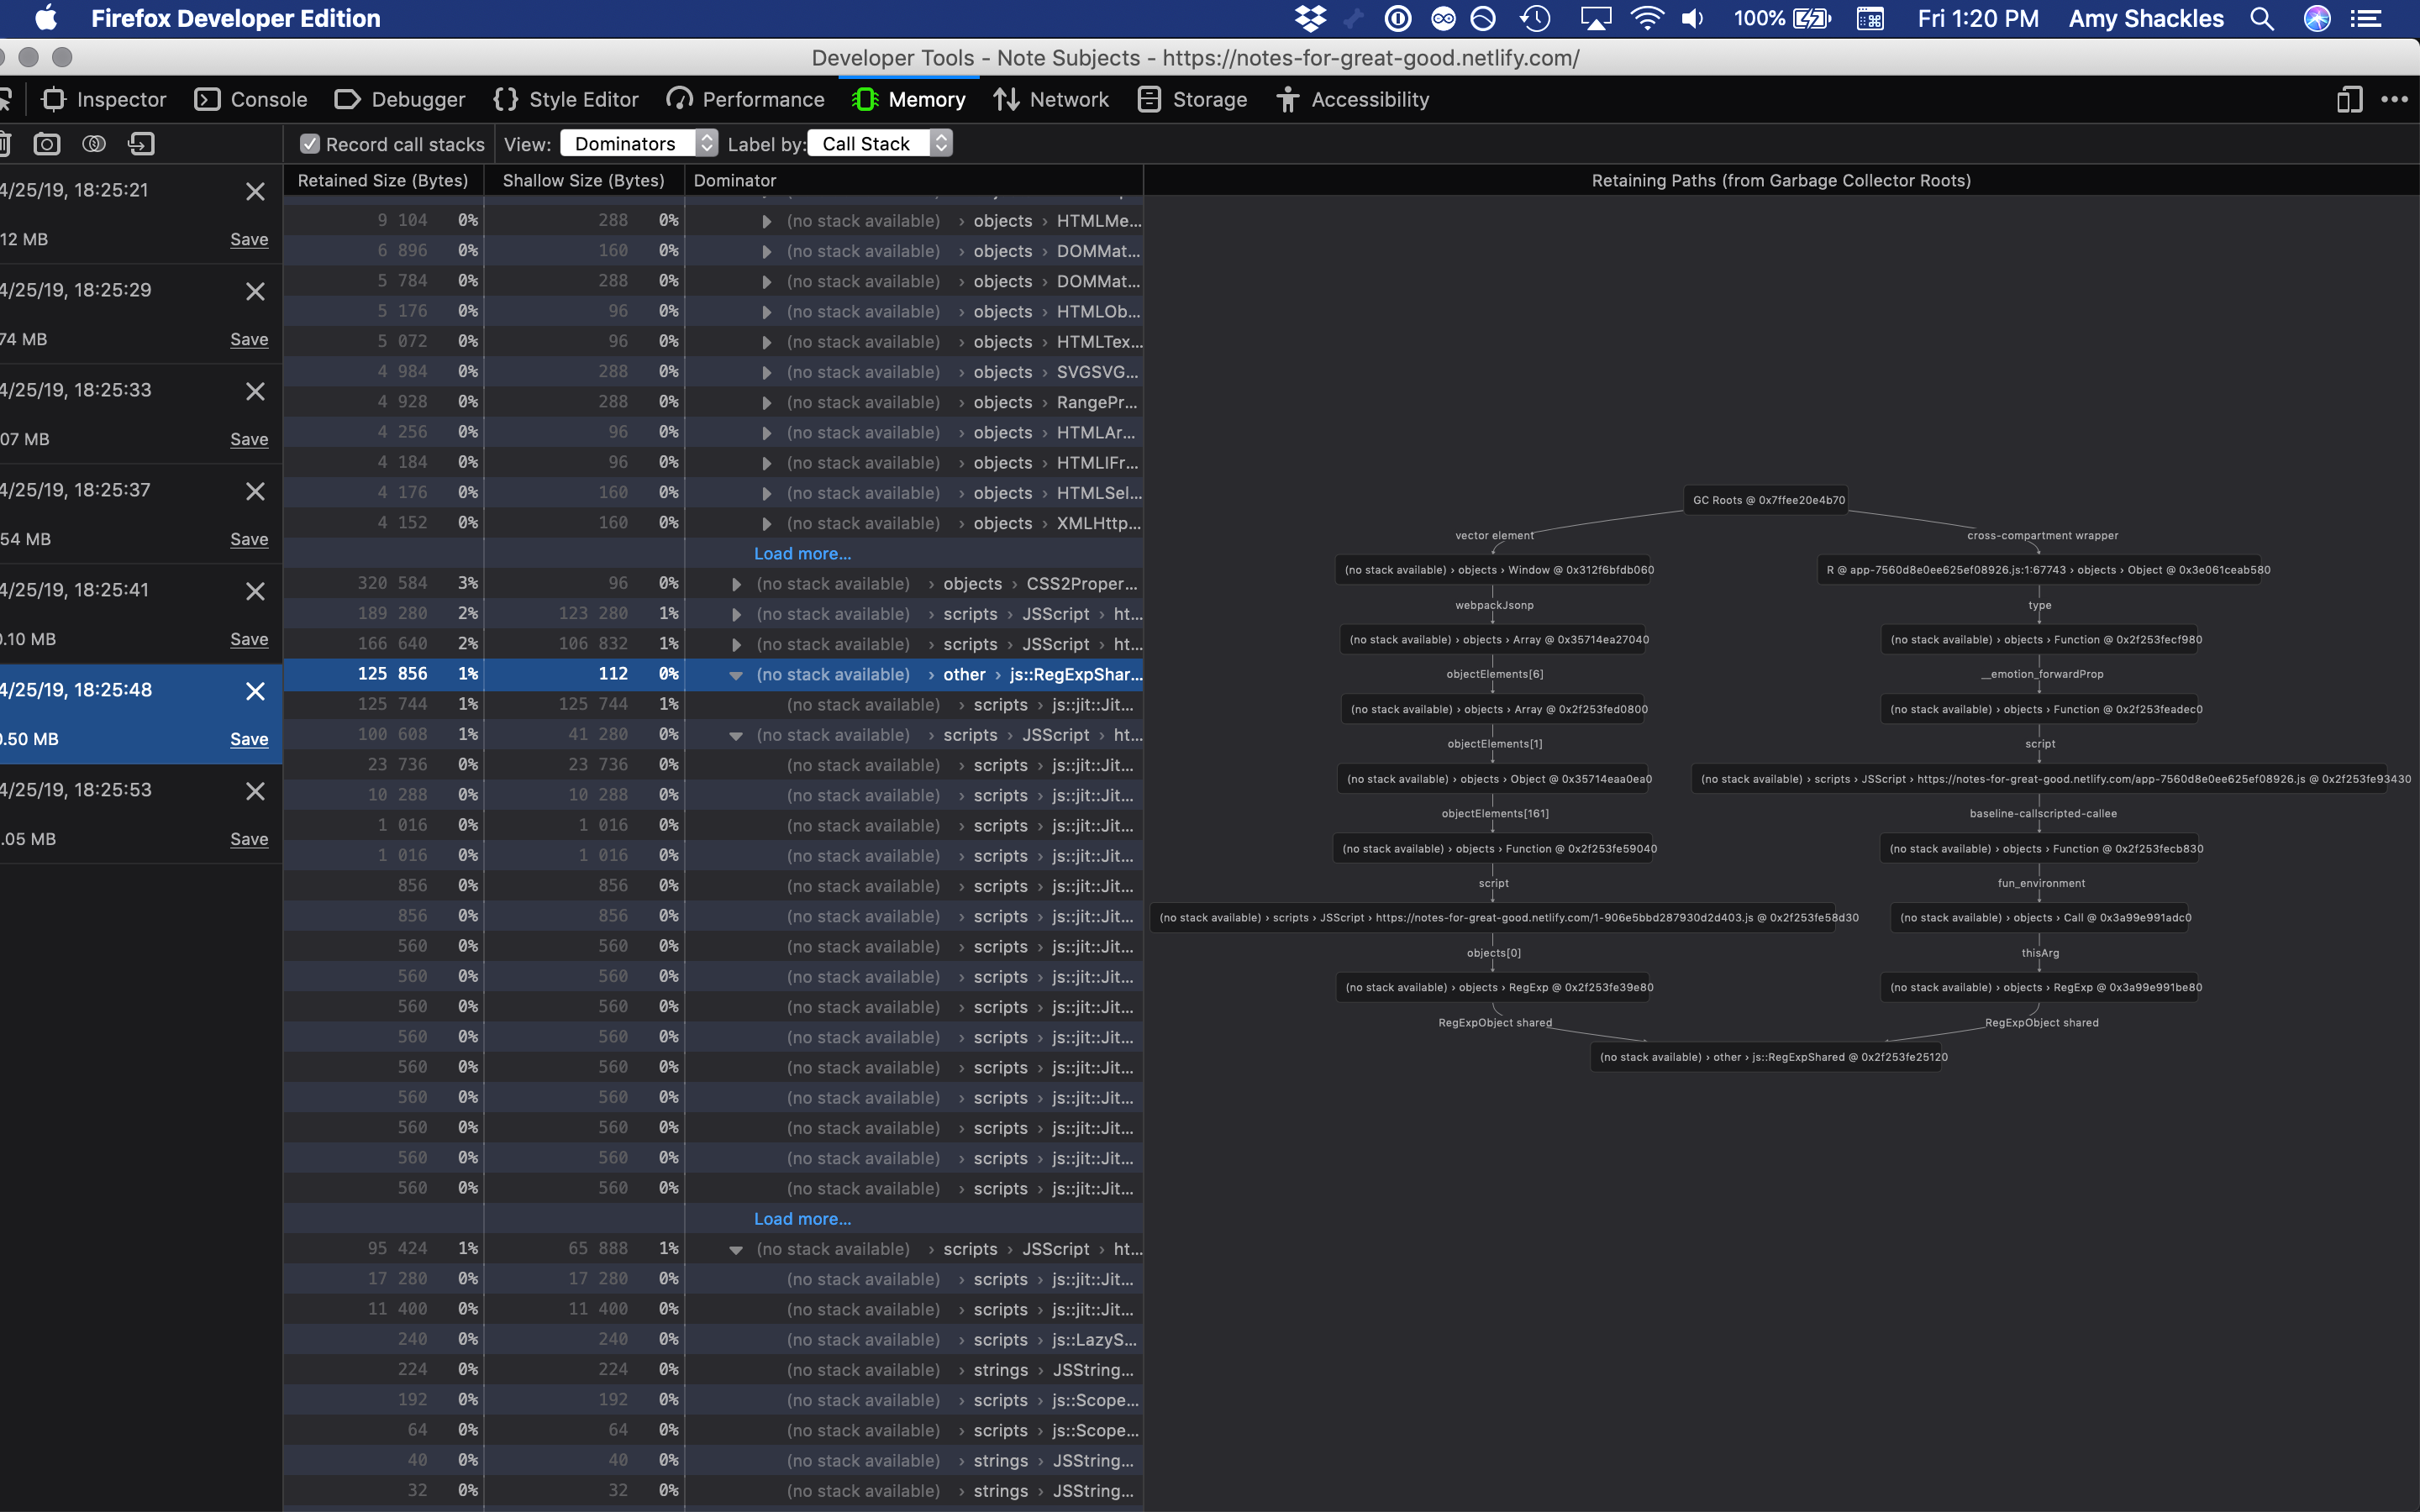 Firefox Developer Edition 100% Fri 1:20 PM Amy Shackles
Developer Tools - Note Subjects - https://notes-for-great-good.netlify.com/
Inspector Console Debugger Style Editor Performance Memory Network Storage Accessibility
Record call stacks View: Dominators Label by: Call Stack
4/25/19, 18:25:21
12 MB Save
4/25/19, 18:25:29
74 MB Save
4/25/19, 18:25:33
07 MB Save
4/25/19, 18:25:37
54 MB Save
4/25/19, 18:25:41
0.10 MB Save
4/25/19, 18:25:48
0.50 MB Save
4/25/19, 18:25:53
.05 MB Save
Retained Size (Bytes) Shallow Size (Bytes) Dominator
9 104 0% 288 0% (no stack available) › objects › HTMLMe...
6 896 0% 160 0% (no stack available) › objects › DOMMat...
5 784 0% 288 0% (no stack available) › objects › DOMMat...
5 176 0% 96 0% (no stack available) › objects › HTMLOb...
5 072 0% 96 0% (no stack available) › objects › HTMLTex...
4 984 0% 288 0% (no stack available) › objects › SVGSVG...
4 928 0% 288 0% (no stack available) › objects › RangePr...
4 256 0% 96 0% (no stack available) › objects › HTMLAr...
4 184 0% 96 0% (no stack available) › objects › HTMLIFr...
4 176 0% 160 0% (no stack available) › objects › HTMLSel...
4 152 0% 160 0% (no stack available) › objects › XMLHttp...
Load more...
320 584 3% 96 0% (no stack available) › objects › CSS2Proper...
189 280 2% 123 280 1% (no stack available) › scripts › JSScript › ht...
166 640 2% 106 832 1% (no stack available) › scripts › JSScript › ht...
125 856 1% 112 0% (no stack available) › other › js::RegExpShar...
125 744 1% 125 744 1% (no stack available) › scripts › js::jit::Jit...
100 608 1% 41 280 0% (no stack available) › scripts › JSScript › ht...
23 736 0% 23 736 0% (no stack available) › scripts › js::jit::Jit...
10 288 0% 10 288 0% (no stack available) › scripts › js::jit::Jit...
1 016 0% 1 016 0% (no stack available) › scripts › js::jit::Jit...
1 016 0% 1 016 0% (no stack available) › scripts › js::jit::Jit...
856 0% 856 0% (no stack available) › scripts › js::jit::Jit...
856 0% 856 0% (no stack available) › scripts › js::jit::Jit...
560 0% 560 0% (no stack available) › scripts › js::jit::Jit...
560 0% 560 0% (no stack available) › scripts › js::jit::Jit...
560 0% 560 0% (no stack available) › scripts › js::jit::Jit...
560 0% 560 0% (no stack available) › scripts › js::jit::Jit...
560 0% 560 0% (no stack available) › scripts › js::jit::Jit...
560 0% 560 0% (no stack available) › scripts › js::jit::Jit...
560 0% 560 0% (no stack available) › scripts › js::jit::Jit...
560 0% 560 0% (no stack available) › scripts › js::jit::Jit...
560 0% 560 0% (no stack available) › scripts › js::jit::Jit...
Load more...
95 424 1% 65 888 1% (no stack available) › scripts › JSScript › ht...
17 280 0% 17 280 0% (no stack available) › scripts › js::jit::Jit...
11 400 0% 11 400 0% (no stack available) › scripts › js::jit::Jit...
240 0% 240 0% (no stack available) › scripts › js::LazyS...
224 0% 224 0% (no stack available) › strings › JSString...
192 0% 192 0% (no stack available) › scripts › js::Scope...
64 0% 64 0% (no stack available) › scripts › js::Scope...
40 0% 40 0% (no stack available) › strings › JSString...
32 0% 32 0% (no stack available) › strings › JSString...
Retaining Paths (from Garbage Collector Roots)
GC Roots @ 0x7ffee20e4b70
vector element cross-compartment wrapper
(no stack available) › objects › Window @ 0x312f6bfdb060 R @ app-7560d8e0ee625ef08926.js:1:67743 › objects › Object @ 0x3e061ceab580
webpackJsonp type
(no stack available) › objects › Array @ 0x35714ea27040 (no stack available) › objects › Function @ 0x2f253fecf980
objectElements[6] __emotion_forwardProp
(no stack available) › objects › Array @ 0x2f253fed0800 (no stack available) › objects › Function @ 0x2f253feadec0
objectElements[1] script
(no stack available) › objects › Object @ 0x35714eaa0ea0 (no stack available) › scripts › JSScript › https://notes-for-great-good.netlify.com/app-7560d8e0ee625ef08926.js @ 0x2f253fe93430
objectElements[161] baseline-callscripted-callee
(no stack available) › objects › Function @ 0x2f253fe59040 (no stack available) › objects › Function @ 0x2f253fecb830
script fun_environment
(no stack available) › scripts › JSScript › https://notes-for-great-good.netlify.com/1-906e5bbd287930d2d403.js @ 0x2f253fe58d30 (no stack available) › objects › Call @ 0x3a99e991adc0
objects[0] thisArg
(no stack available) › objects › RegExp @ 0x2f253fe39e80 (no stack available) › objects › RegExp @ 0x3a99e991be80
RegExpObject shared RegExpObject shared
(no stack available) › other › js::RegExpShared @ 0x2f253fe25120